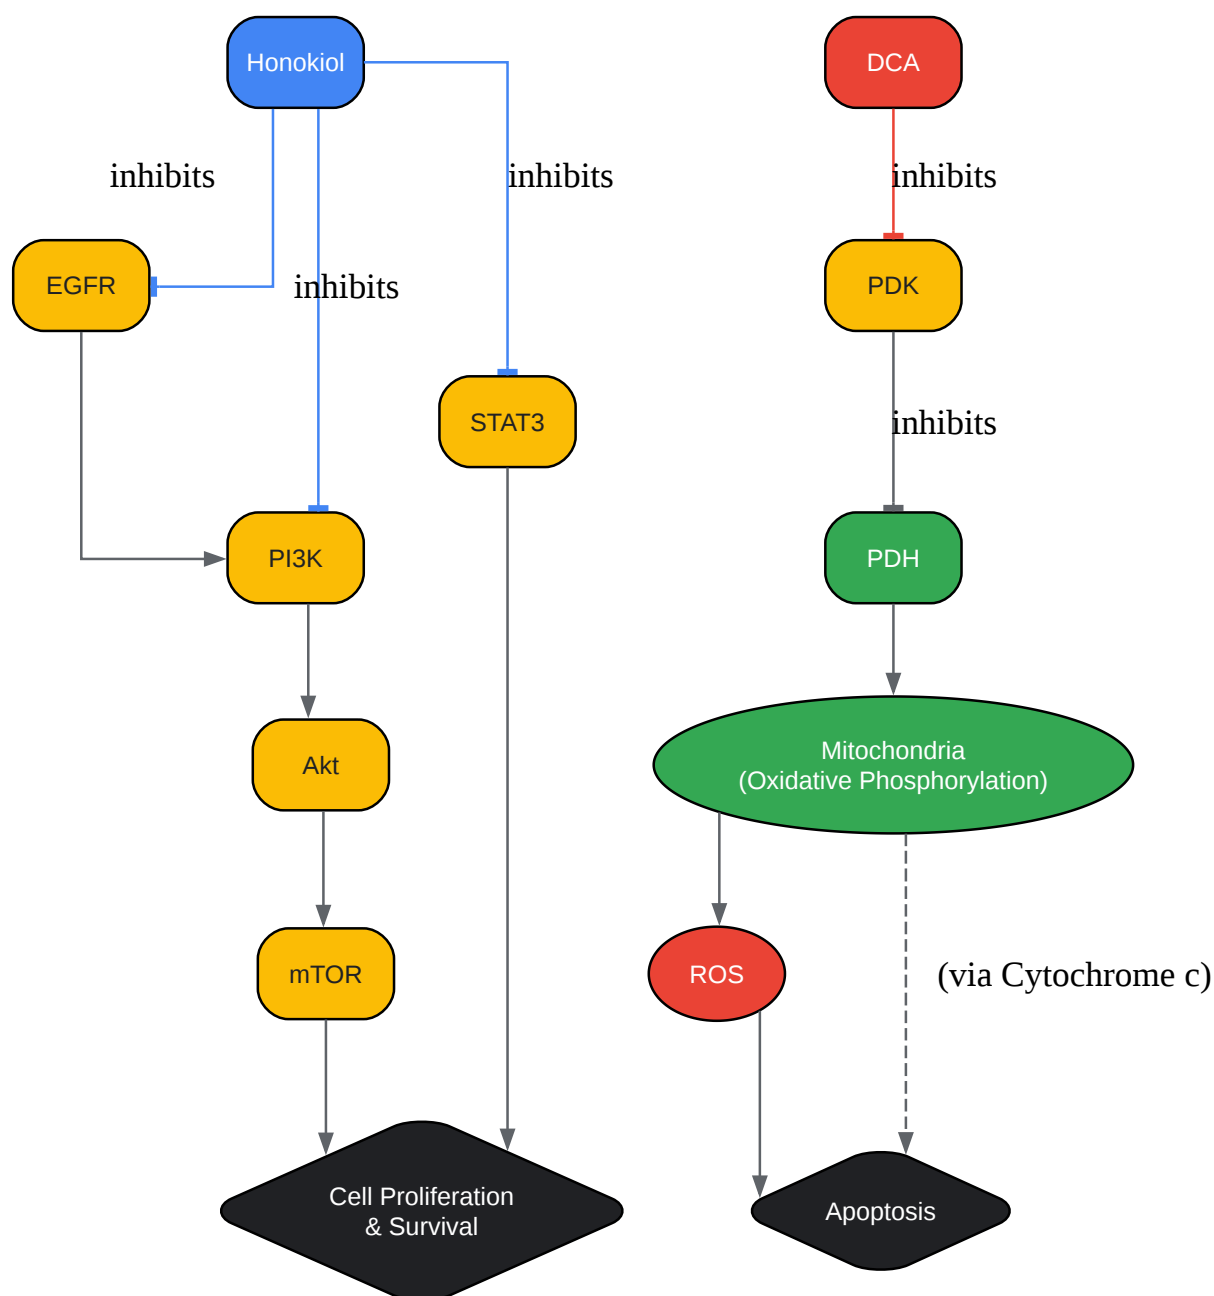 Honokiol
DCA
inhibits
inhibits
inhibits
EGFR
inhibits
PDK
STAT3
inhibits
PI3K
PDH
Akt
Mitochondria
(Oxidative Phosphorylation)
mTOR
ROS
(via Cytochrome c)
Cell Proliferation
& Survival
Apoptosis